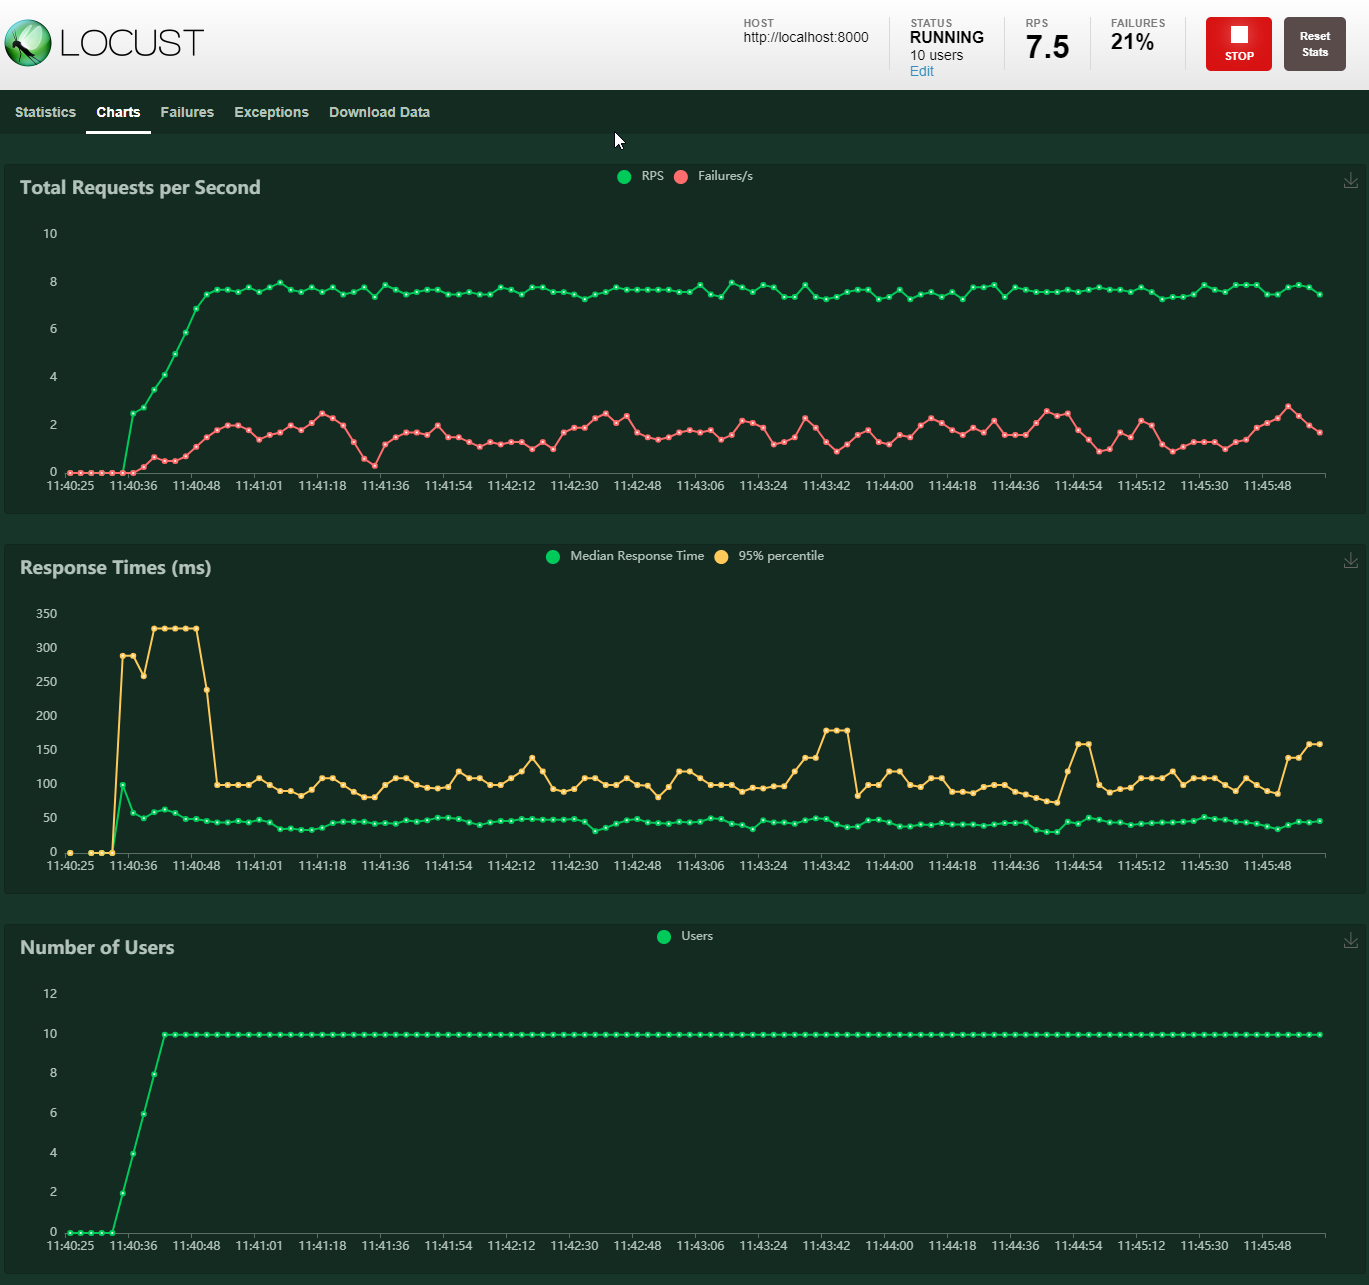 LOCUST
HOST
http://localhost:8000
STATUS
RUNNING
10 users
Edit
RPS
7.5
FAILURES
21%
STOP
Reset
Stats
Statistics Charts Failures Exceptions Download Data
Total Requests per Second
RPS Failures/s
10
8
6
4
2
0
11:40:25 11:40:36 11:40:48 11:41:01 11:41:18 11:41:36 11:41:54 11:42:12 11:42:30 11:42:48 11:43:06 11:43:24 11:43:42 11:44:00 11:44:18 11:44:36 11:44:54 11:45:12 11:45:30 11:45:48
Response Times (ms)
Median Response Time 95% percentile
350
300
250
200
150
100
50
0
11:40:25 11:40:36 11:40:48 11:41:01 11:41:18 11:41:36 11:41:54 11:42:12 11:42:30 11:42:48 11:43:06 11:43:24 11:43:42 11:44:00 11:44:18 11:44:36 11:44:54 11:45:12 11:45:30 11:45:48
Number of Users
Users
12
10
8
6
4
2
0
11:40:25 11:40:36 11:40:48 11:41:01 11:41:18 11:41:36 11:41:54 11:42:12 11:42:30 11:42:48 11:43:06 11:43:24 11:43:42 11:44:00 11:44:18 11:44:36 11:44:54 11:45:12 11:45:30 11:45:48